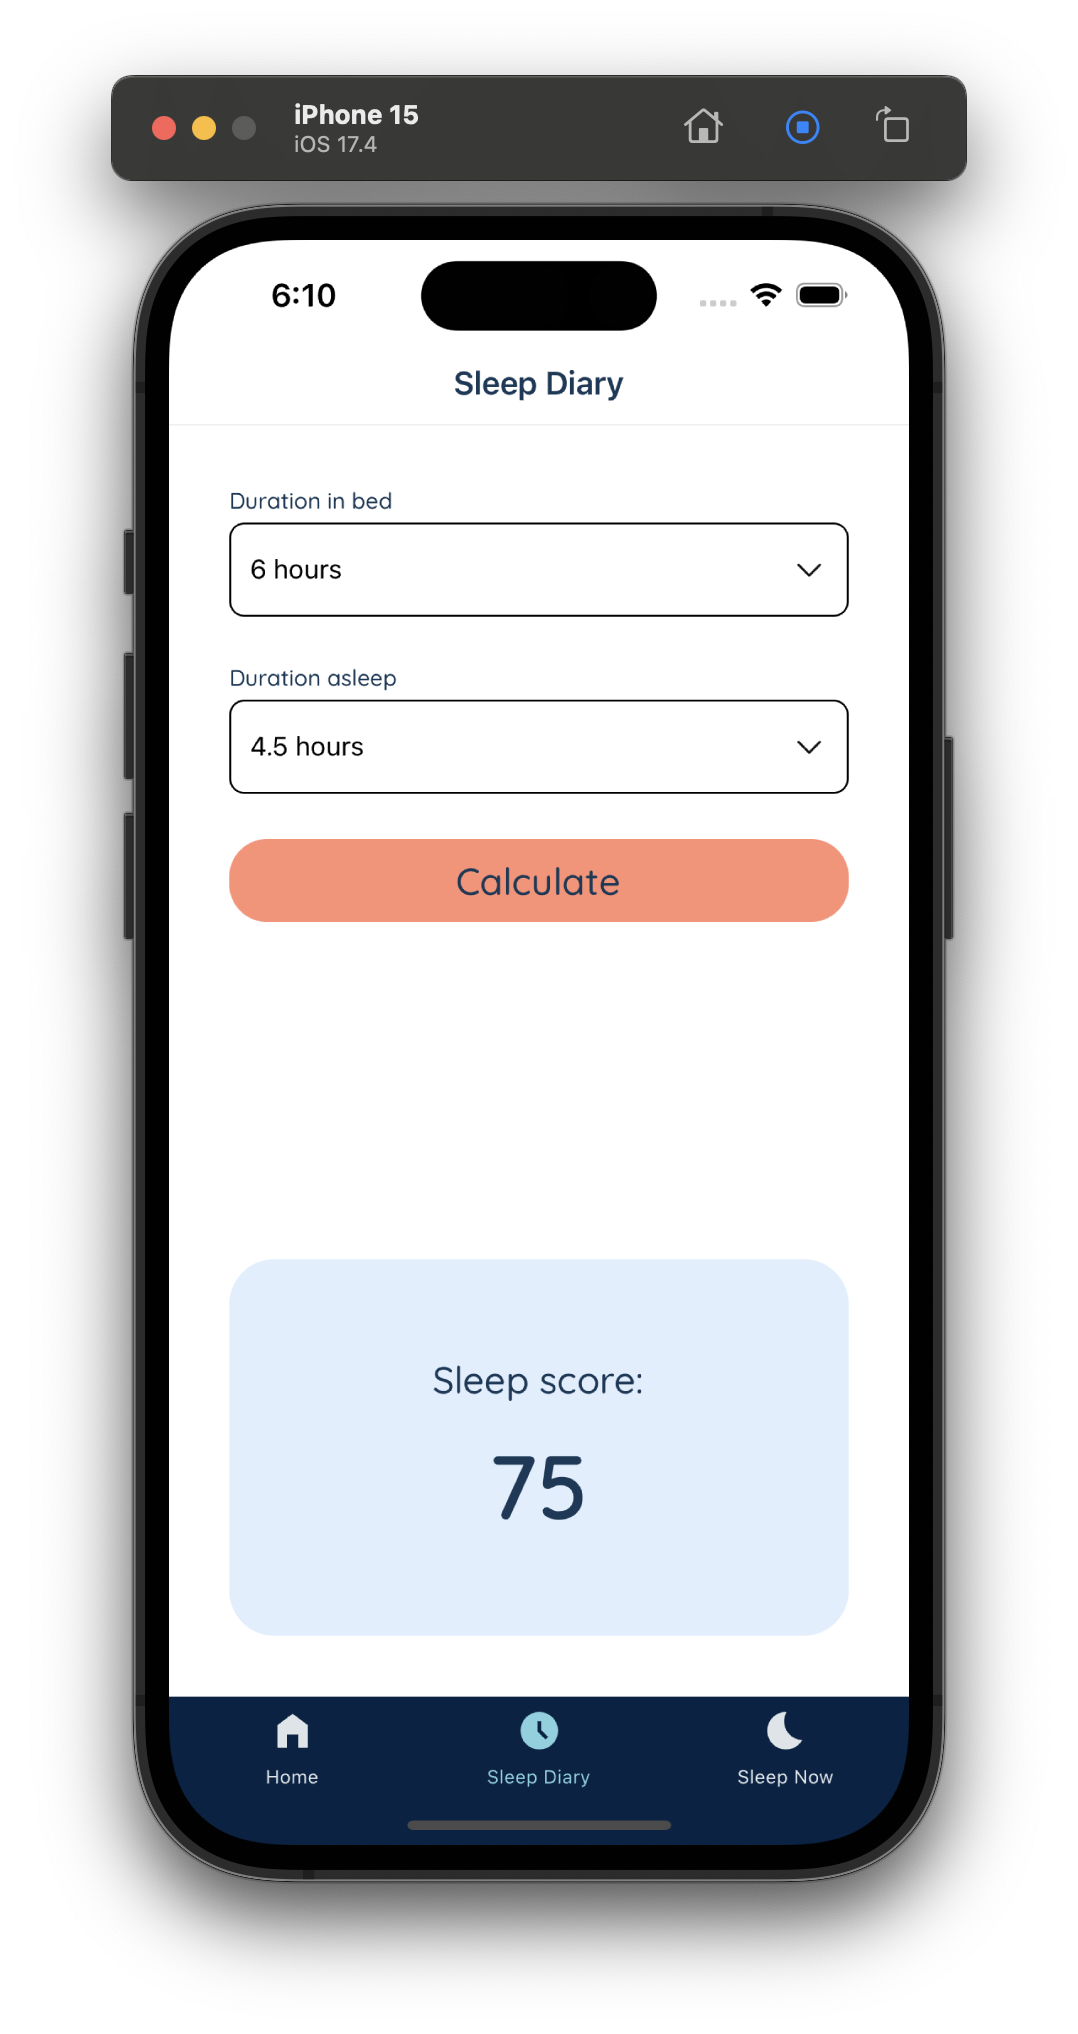 iPhone 15
iOS 17.4
6:10
Sleep Diary
Duration in bed
6 hours
Duration asleep
4.5 hours
Calculate
Sleep score:
75
Home
Sleep Diary
Sleep Now